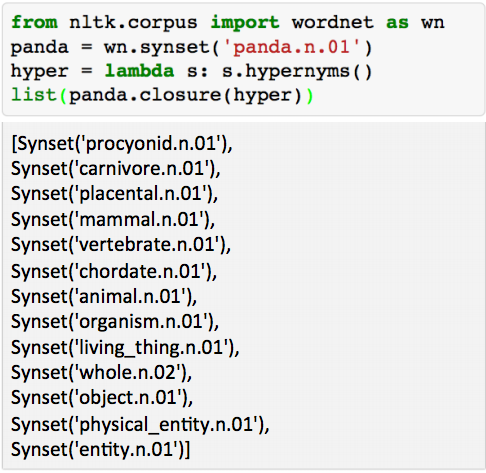 from nltk.corpus import wordnet as wn
panda = wn.synset('panda.n.01')
hyper = lambda s: s.hypernyms()
list(panda.closure(hyper))
[Synset('procyonid.n.01'),
Synset('carnivore.n.01'),
Synset('placental.n.01'),
Synset('mammal.n.01'),
Synset('vertebrate.n.01'),
Synset('chordate.n.01'),
Synset('animal.n.01'),
Synset('organism.n.01'),
Synset('living_thing.n.01'),
Synset('whole.n.02'),
Synset('object.n.01'),
Synset('physical_entity.n.01'),
Synset('entity.n.01')]